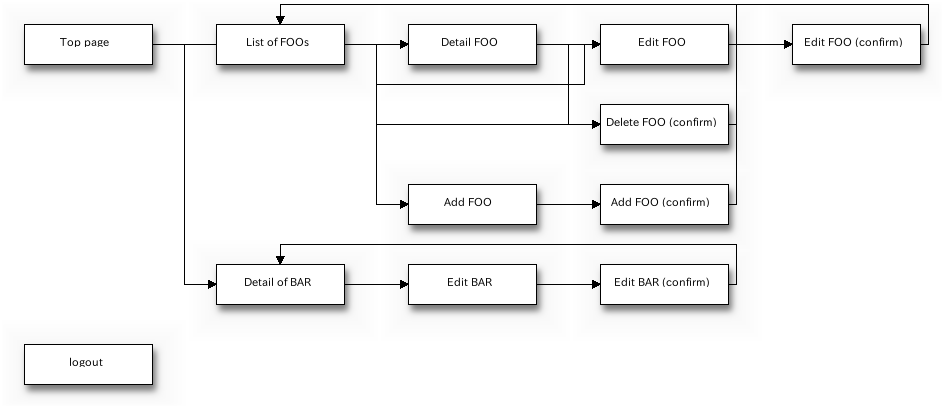 Top page
List of FOOs
Detail FOO
Edit FOO
Edit FOO (confirm)
Delete FOO (confirm)
Add FOO
Add FOO (confirm)
Detail of BAR
Edit BAR
Edit BAR (confirm)
logout